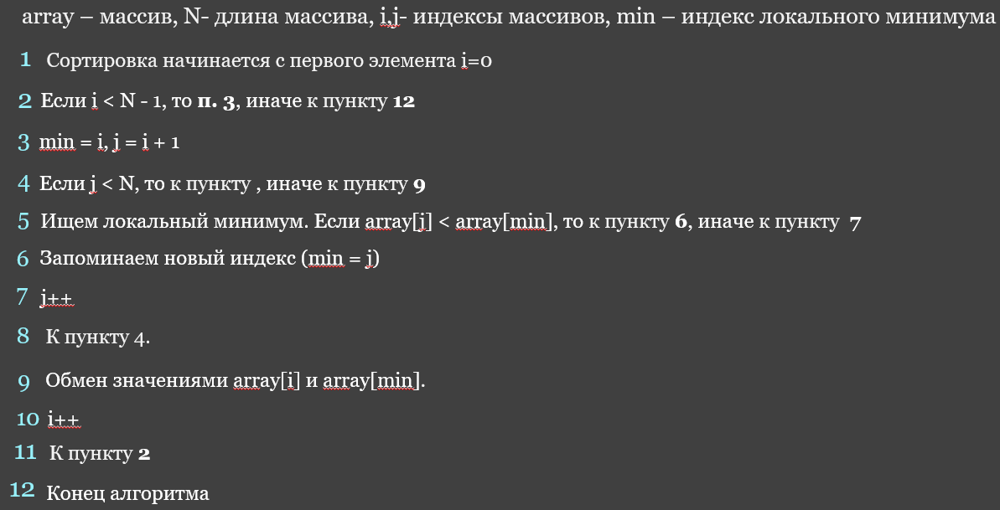 array – массив, N- длина массива, i,j- индексы массивов, min – индекс локального минимума
1 Сортировка начинается с первого элемента i=0
2 Если i < N - 1, то п. 3, иначе к пункту 12
3 min = i, j = i + 1
4 Если j < N, то к пункту , иначе к пункту 9
5 Ищем локальный минимум. Если array[j] < array[min], то к пункту 6, иначе к пункту 7
6 Запоминаем новый индекс (min = j)
7 j++
8 К пункту 4.
9 Обмен значениями array[i] и array[min].
10 i++
11 К пункту 2
12 Конец алгоритма